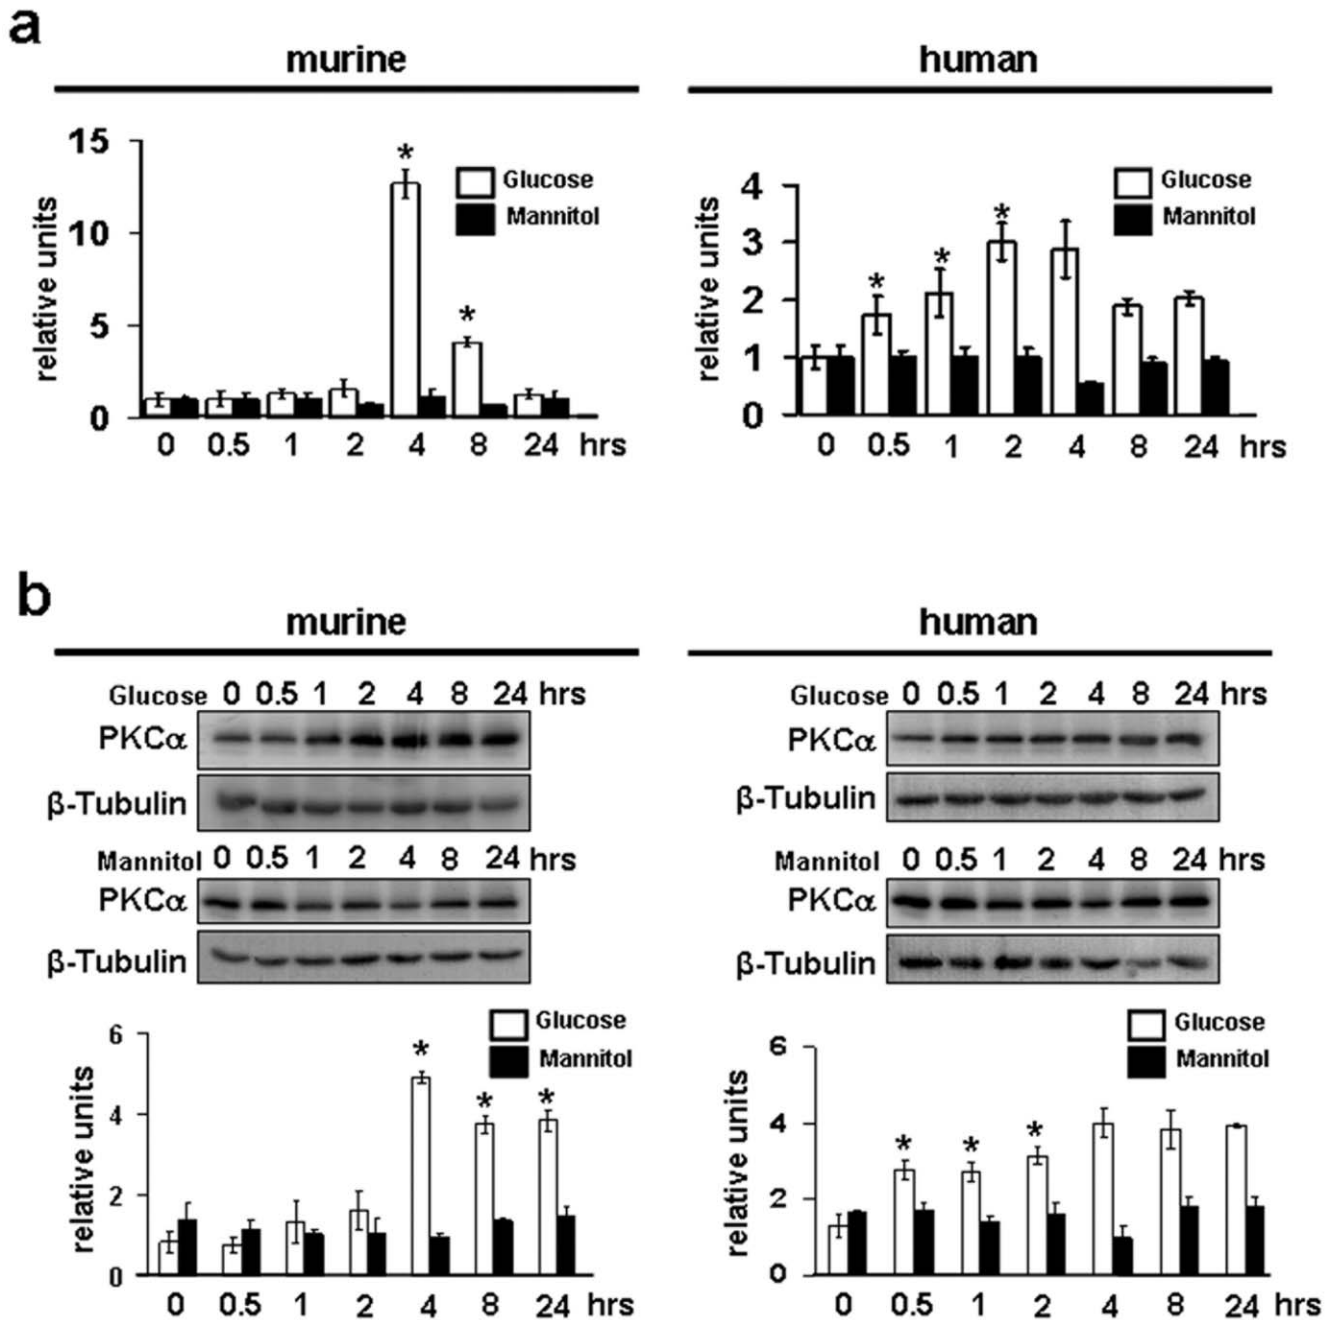 a
murine
15
10
5
0
relative units
*
*
Glucose
Mannitol
0 0.5 1 2 4 8 24 hrs
human
4
3
2
1
0
relative units
* * *
Glucose
Mannitol
0 0.5 1 2 4 8 24 hrs
b
murine
Glucose 0 0.5 1 2 4 8 24 hrs
PKCα
β-Tubulin
Mannitol 0 0.5 1 2 4 8 24 hrs
PKCα
β-Tubulin
6
4
2
0
relative units
* * *
Glucose
Mannitol
0 0.5 1 2 4 8 24 hrs
human
Glucose 0 0.5 1 2 4 8 24 hrs
PKCα
β-Tubulin
Mannitol 0 0.5 1 2 4 8 24 hrs
PKCα
β-Tubulin
6
4
2
0
relative units
* * *
Glucose
Mannitol
0 0.5 1 2 4 8 24 hrs